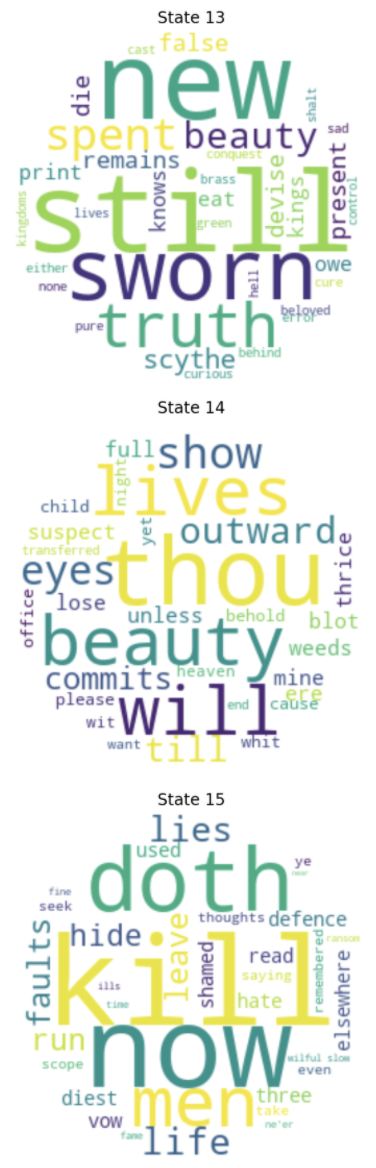 State 13
cast false
new
die
shalt
spent beauty sad
remains conquest
print
knows
brass
devise
kings
present
control
eat
kingdoms
lives
green
still
either
none
sworn
hell
owe
cure
beloved
pure
truth
error
scythe behind
curious
State 14
full show
night
lives
child
yet
suspect outward
transferred
thou
thrice
eyes
office
lose
unless behold blot
beauty weeds
commits heaven mine
ere
please will end cause
wit
want till whit
State 15
lies
used
doth ye
near
fine
seek
faults
hide
leave
thoughts defence
shamed
read
remembered
ransom
elsewhere
kill
saying
ills
time
hate
run now
scope
wilful slow
even
diest men three
take
vow
ne'er
fame life